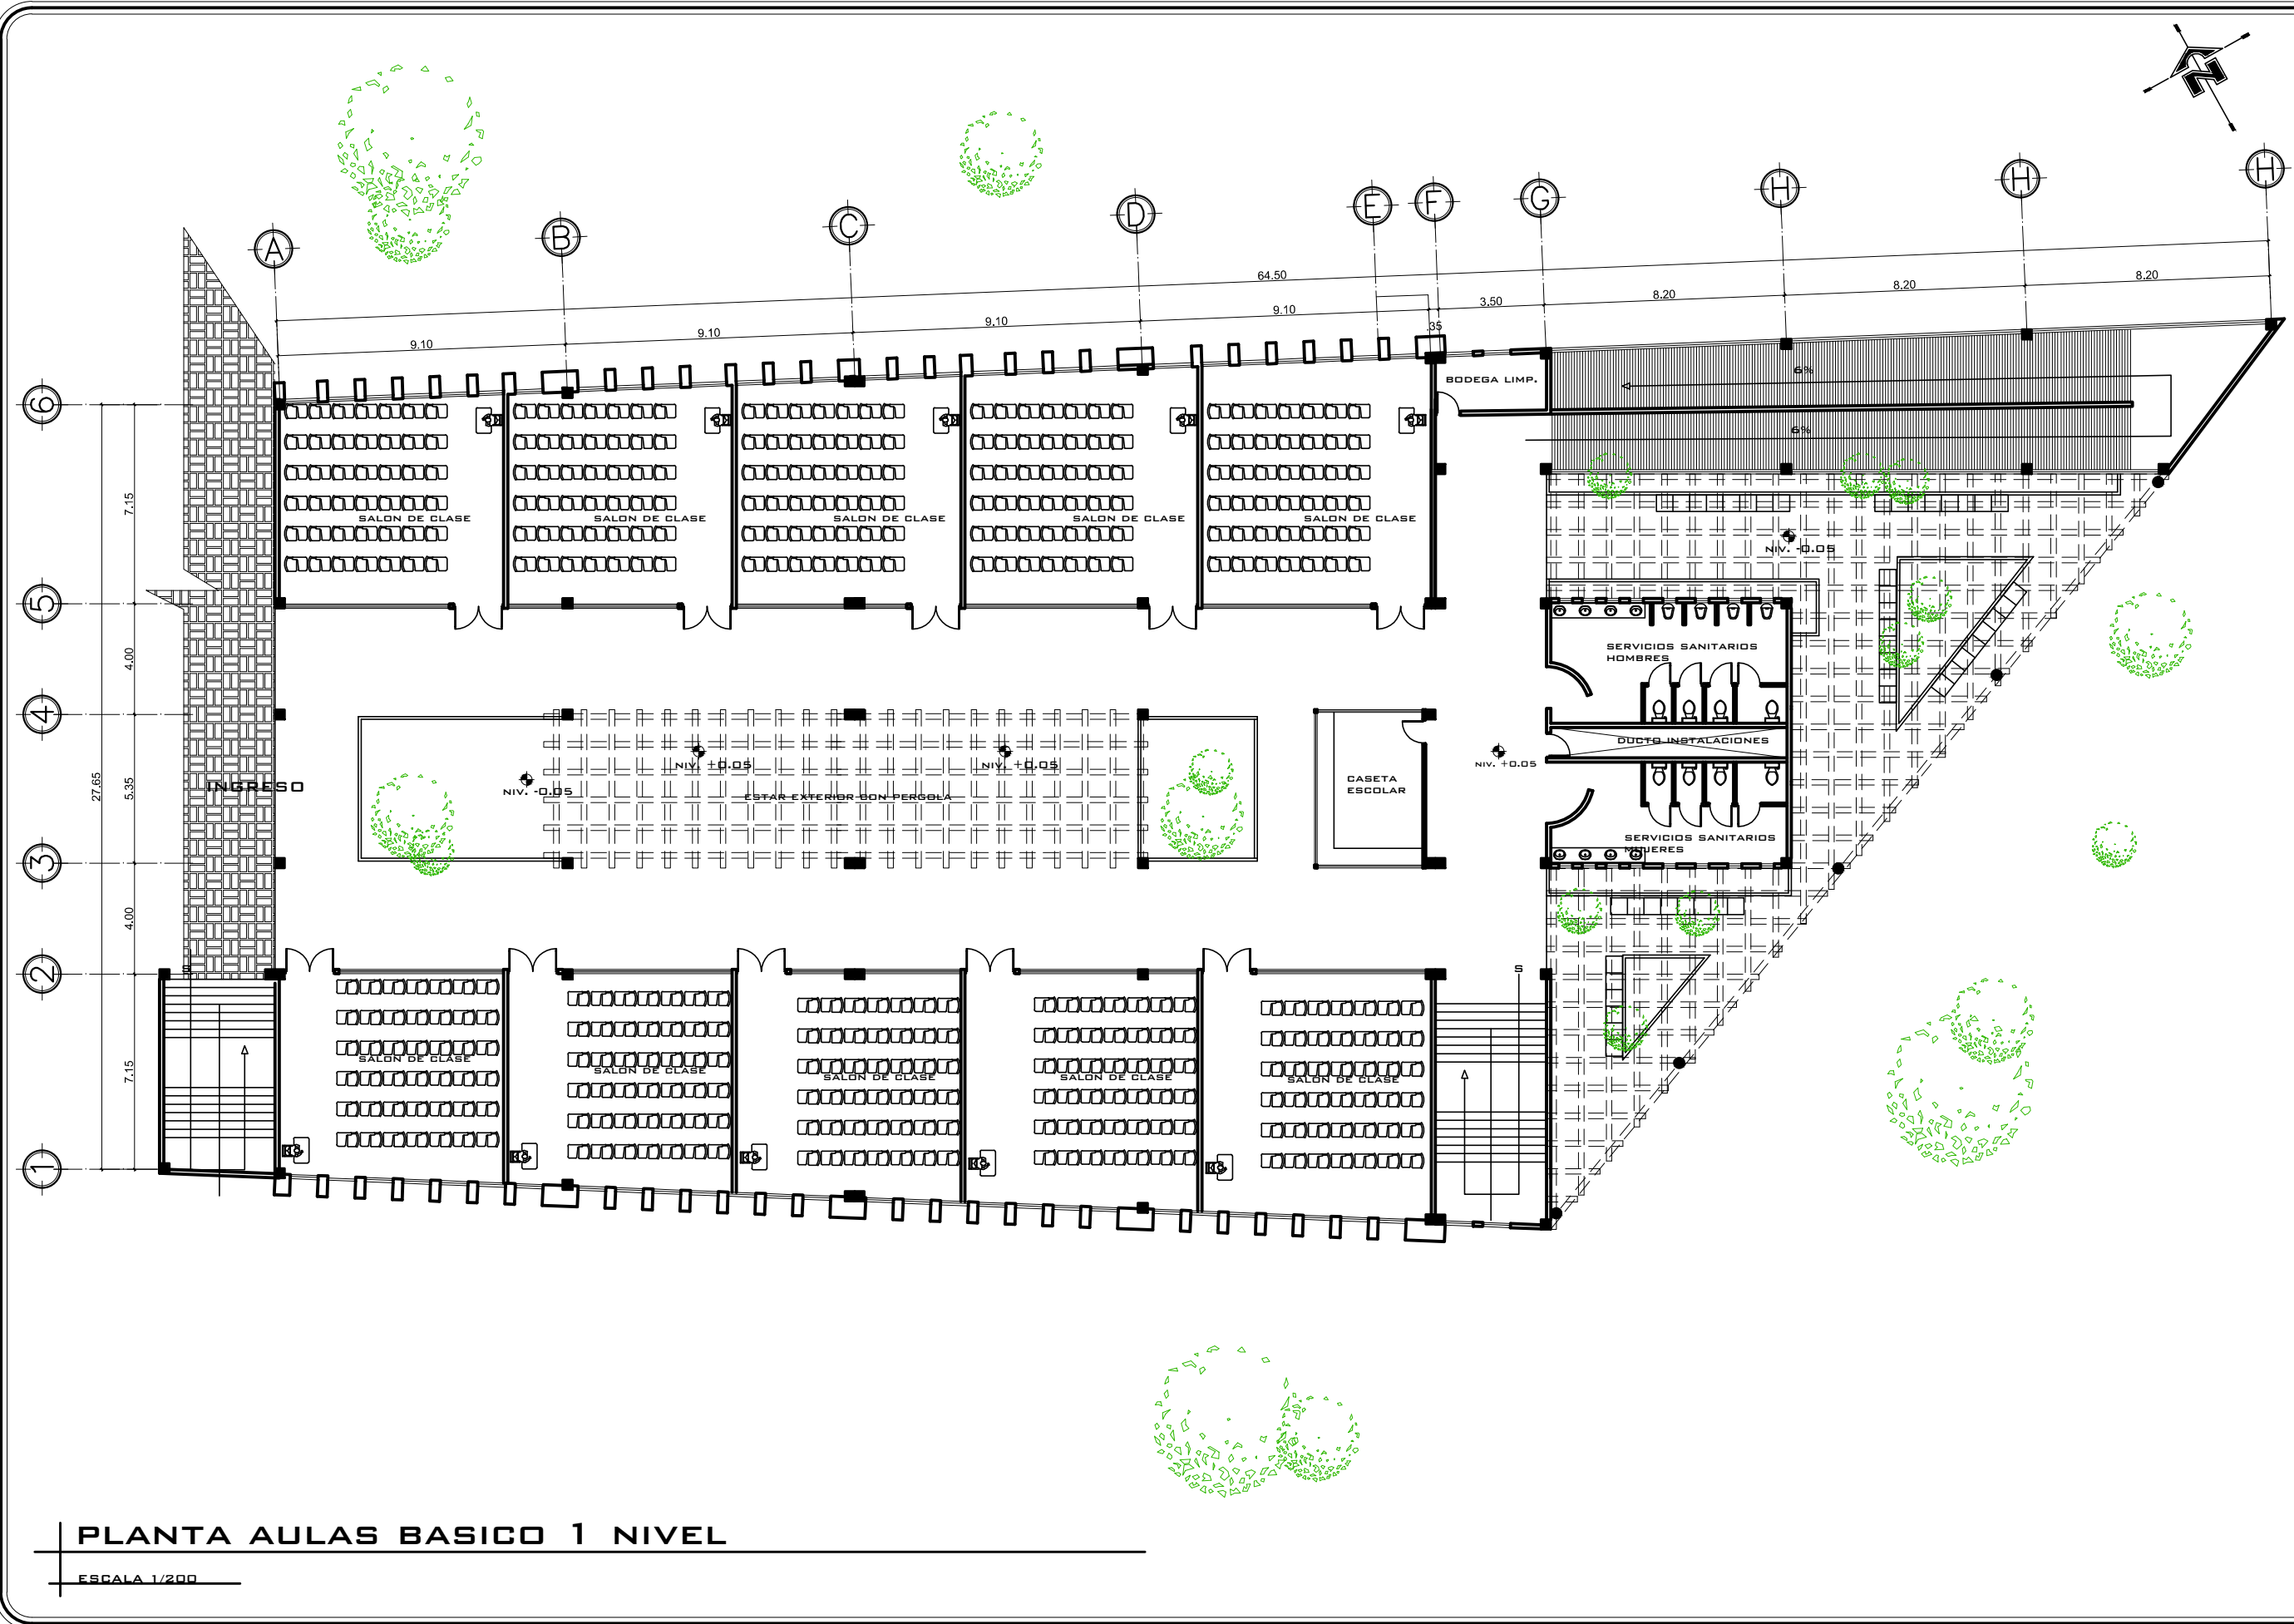 N
A
B
C
D
E
F
G
H
H
H
64.50
9.10
9.10
9.10
9.10
.35
3.50
8.20
8.20
8.20
6
5
4
3
2
1
7.15
4.00
5.35
4.00
7.15
27.65
BODEGA LIMP.
6%
6%
SALON DE CLASE
SALON DE CLASE
SALON DE CLASE
SALON DE CLASE
SALON DE CLASE
NIV. -0.05
SERVICIOS SANITARIOS
HOMBRES
DUCTO INSTALACIONES
NIV. +0.05
NIV. +0.05
NIV. +0.05
NIV. -0.05
INGRESO
ESTAR EXTERIOR CON PERGOLA
CASETA
ESCOLAR
SERVICIOS SANITARIOS
MUJERES
S
S
SALON DE CLASE
SALON DE CLASE
SALON DE CLASE
SALON DE CLASE
SALON DE CLASE
PLANTA AULAS BASICO 1 NIVEL
ESCALA 1/200